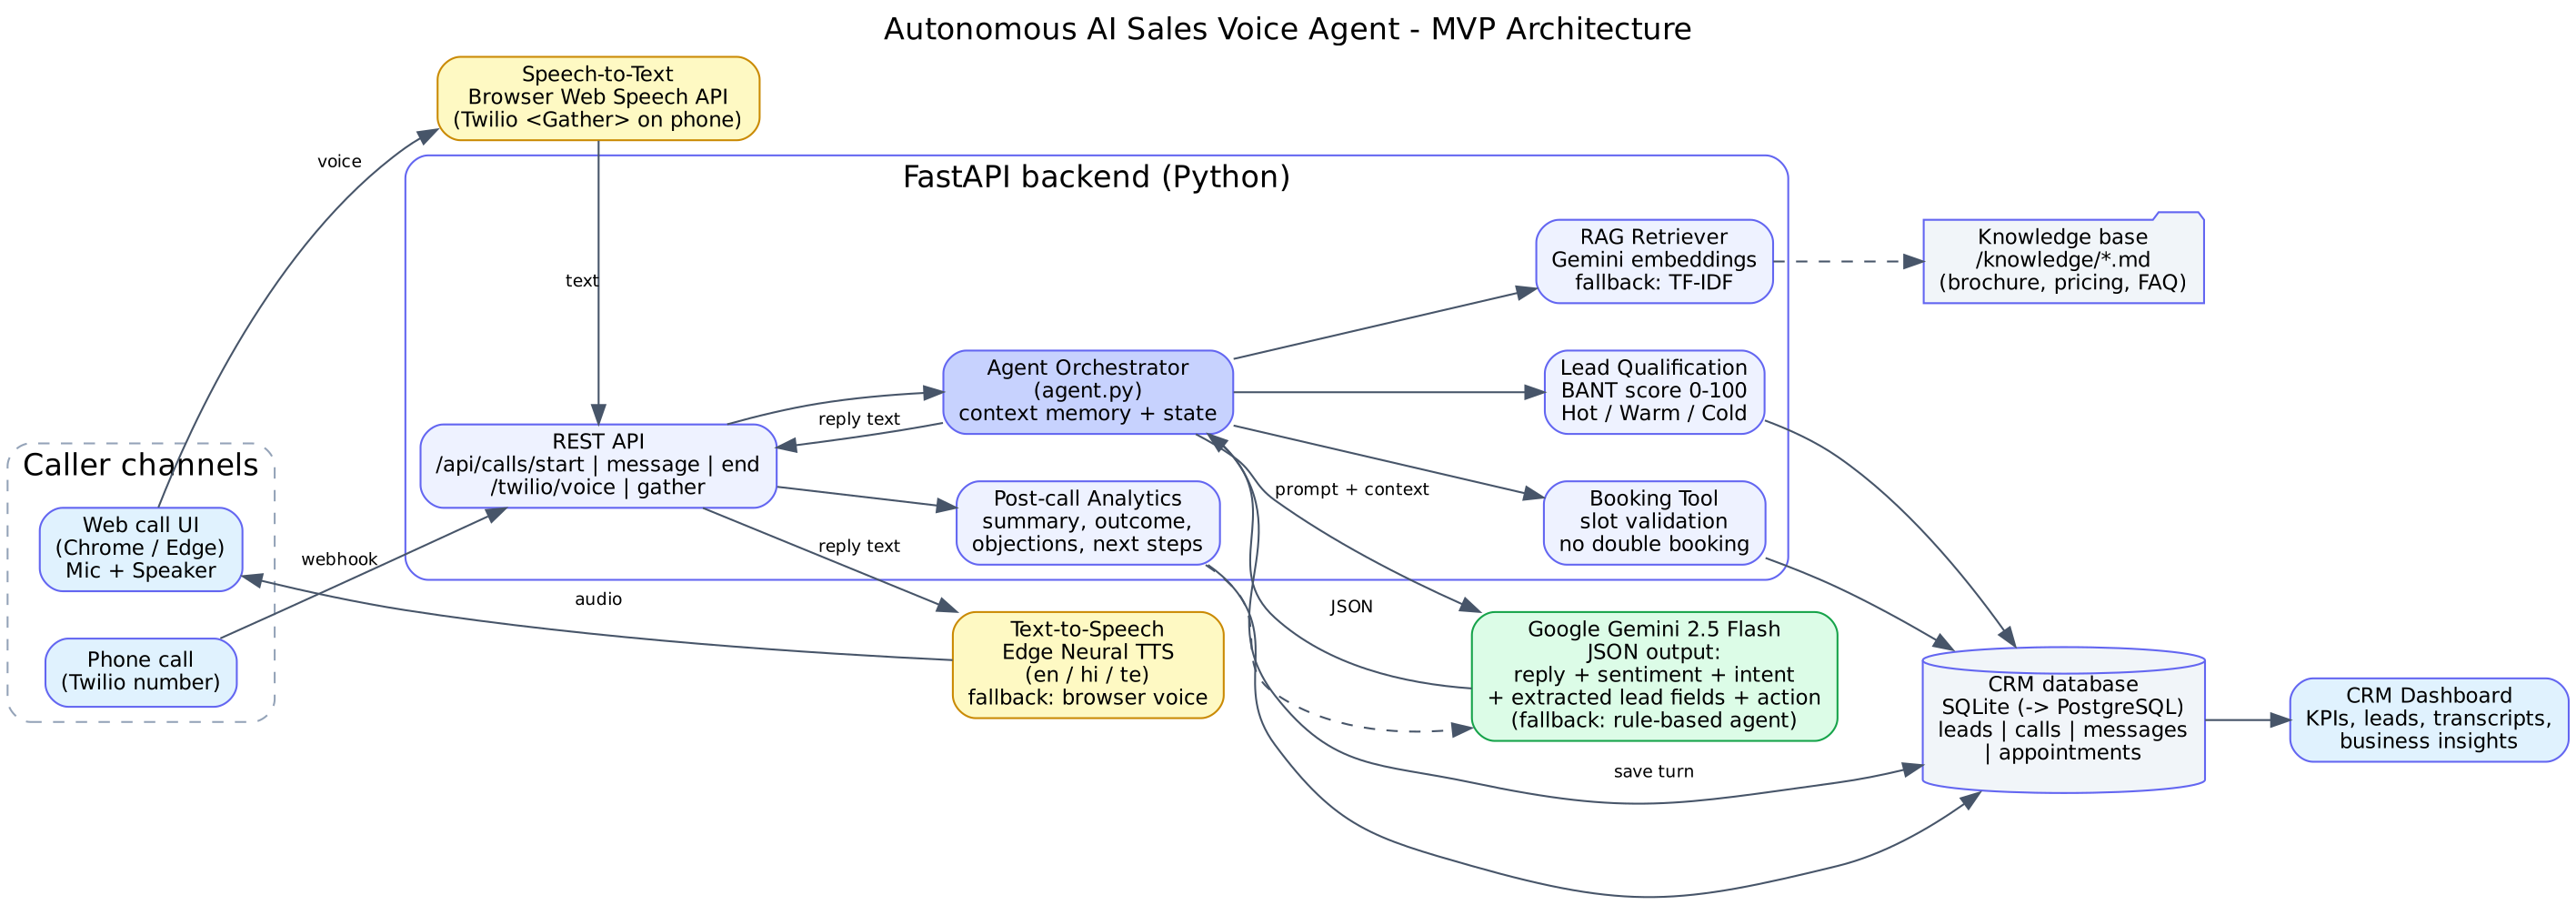 Autonomous AI Sales Voice Agent - MVP Architecture
Speech-to-Text
Browser Web Speech API
(Twilio <Gather> on phone)
voice
text
FastAPI backend (Python)
RAG Retriever
Gemini embeddings
fallback: TF-IDF
Knowledge base
/knowledge/*.md
(brochure, pricing, FAQ)
Agent Orchestrator
(agent.py)
context memory + state
Lead Qualification
BANT score 0-100
Hot / Warm / Cold
reply text
REST API
/api/calls/start | message | end
/twilio/voice | gather
Caller channels
Web call UI
(Chrome / Edge)
Mic + Speaker
webhook
Phone call
(Twilio number)
Post-call Analytics
summary, outcome,
objections, next steps
prompt + context
Booking Tool
slot validation
no double booking
reply text
audio
JSON
Text-to-Speech
Edge Neural TTS
(en / hi / te)
fallback: browser voice
Google Gemini 2.5 Flash
JSON output:
reply + sentiment + intent
+ extracted lead fields + action
(fallback: rule-based agent)
save turn
CRM database
SQLite (-> PostgreSQL)
leads | calls | messages
| appointments
CRM Dashboard
KPIs, leads, transcripts,
business insights